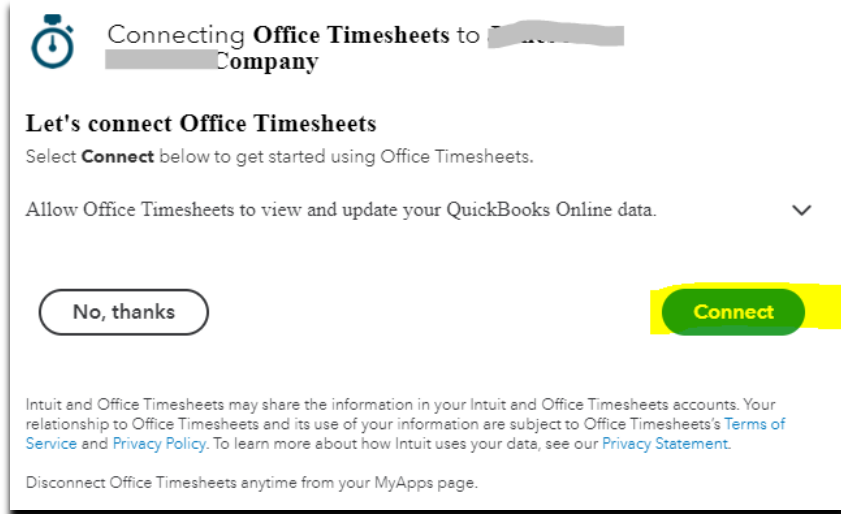 Connecting Office Timesheets to
Company
Let's connect Office Timesheets
Select Connect below to get started using Office Timesheets.
Allow Office Timesheets to view and update your QuickBooks Online data.
No, thanks
Connect
Intuit and Office Timesheets may share the information in your Intuit and Office Timesheets accounts. Your
relationship to Office Timesheets and its use of your information are subject to Office Timesheets's Terms of
Service and Privacy Policy. To learn more about how Intuit uses your data, see our Privacy Statement.
Disconnect Office Timesheets anytime from your MyApps page.